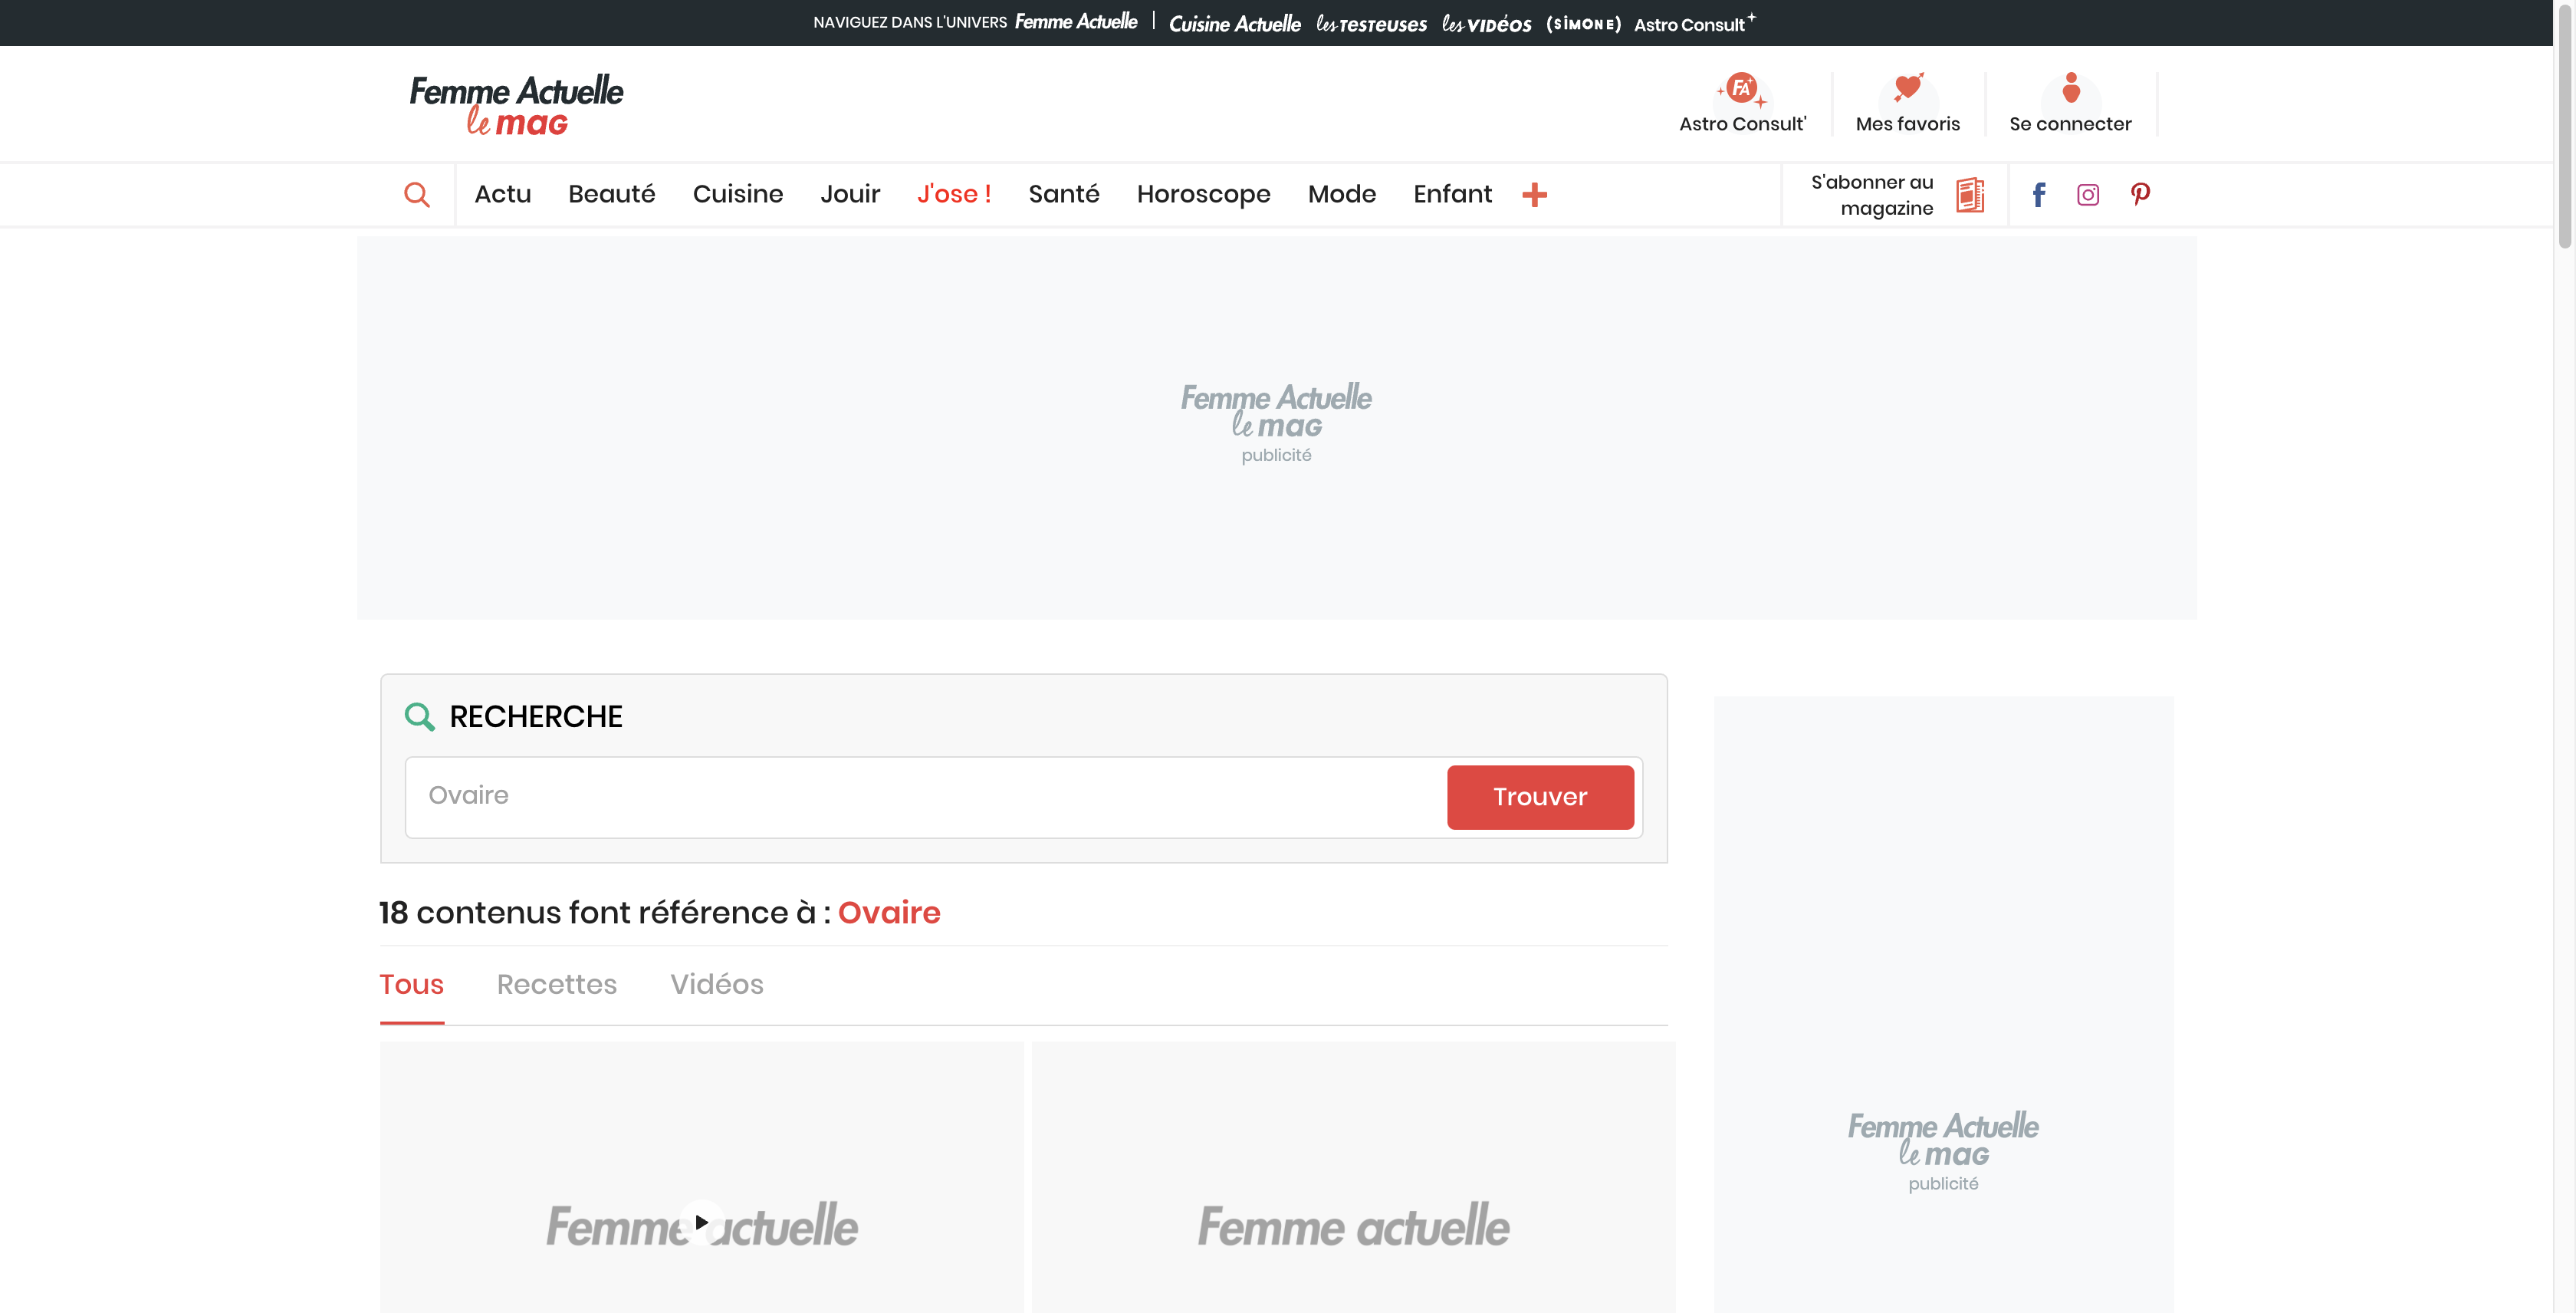 NAVIGUEZ DANS L'UNIVERS Femme Actuelle | Cuisine Actuelle les TESTEUSES les VIDÉOS (SIMONE) Astro Consult+
Femme Actuelle
le mag
FA
Astro Consult'
Mes favoris
Se connecter
Actu Beauté Cuisine Jouir J'ose ! Santé Horoscope Mode Enfant
S'abonner au
magazine
Femme Actuelle
le mag
publicité
RECHERCHE
Ovaire
Trouver
18 contenus font référence à : Ovaire
Tous Recettes Vidéos
Femme actuelle
Femme actuelle
Femme Actuelle
le mag
publicité